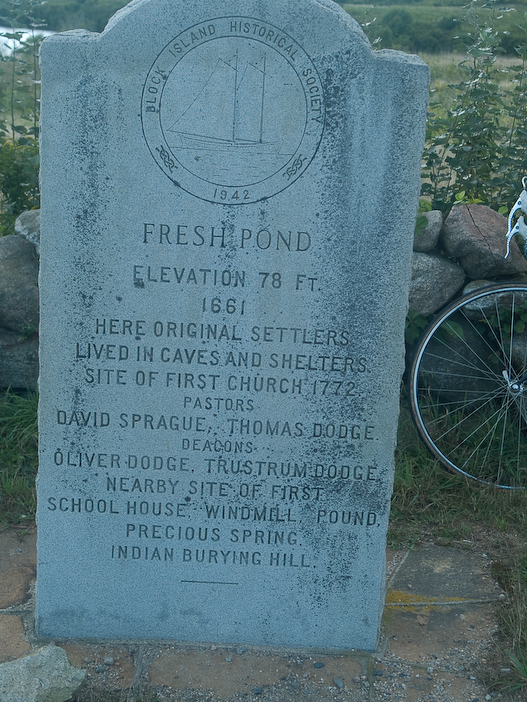 BLOCK ISLAND HISTORICAL SOCIETY
1942
FRESH POND
ELEVATION 78 FT.
1661
HERE ORIGINAL SETTLERS
LIVED IN CAVES AND SHELTERS.
SITE OF FIRST CHURCH 1772
PASTORS
DAVID SPRAGUE, THOMAS DODGE.
DEACONS
OLIVER DODGE, TRUSTRUM DODGE.
NEARBY SITE OF FIRST
SCHOOL HOUSE WINDMILL POUND,
PRECIOUS SPRING.
INDIAN BURYING HILL.